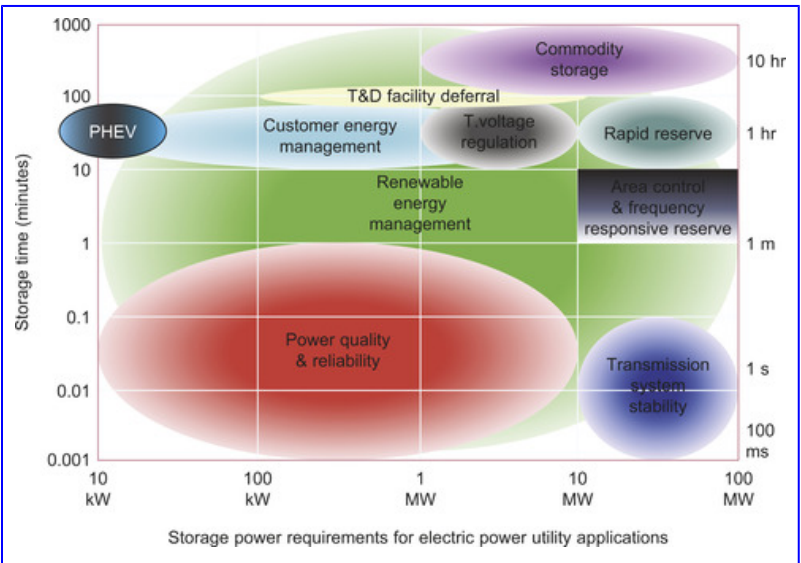 1000
100
10
1
0.1
0.01
0.001
Storage time (minutes)
Commodity
storage
T&D facility deferral
PHEV
Customer energy
management
T.voltage
regulation
Rapid reserve
Renewable
energy
management
Area control
& frequency
responsive reserve
Power quality
& reliability
Transmission
system
stability
10 hr
1 hr
1 m
1 s
100
ms
10
kW
100
kW
1
MW
10
MW
100
MW
Storage power requirements for electric power utility applications